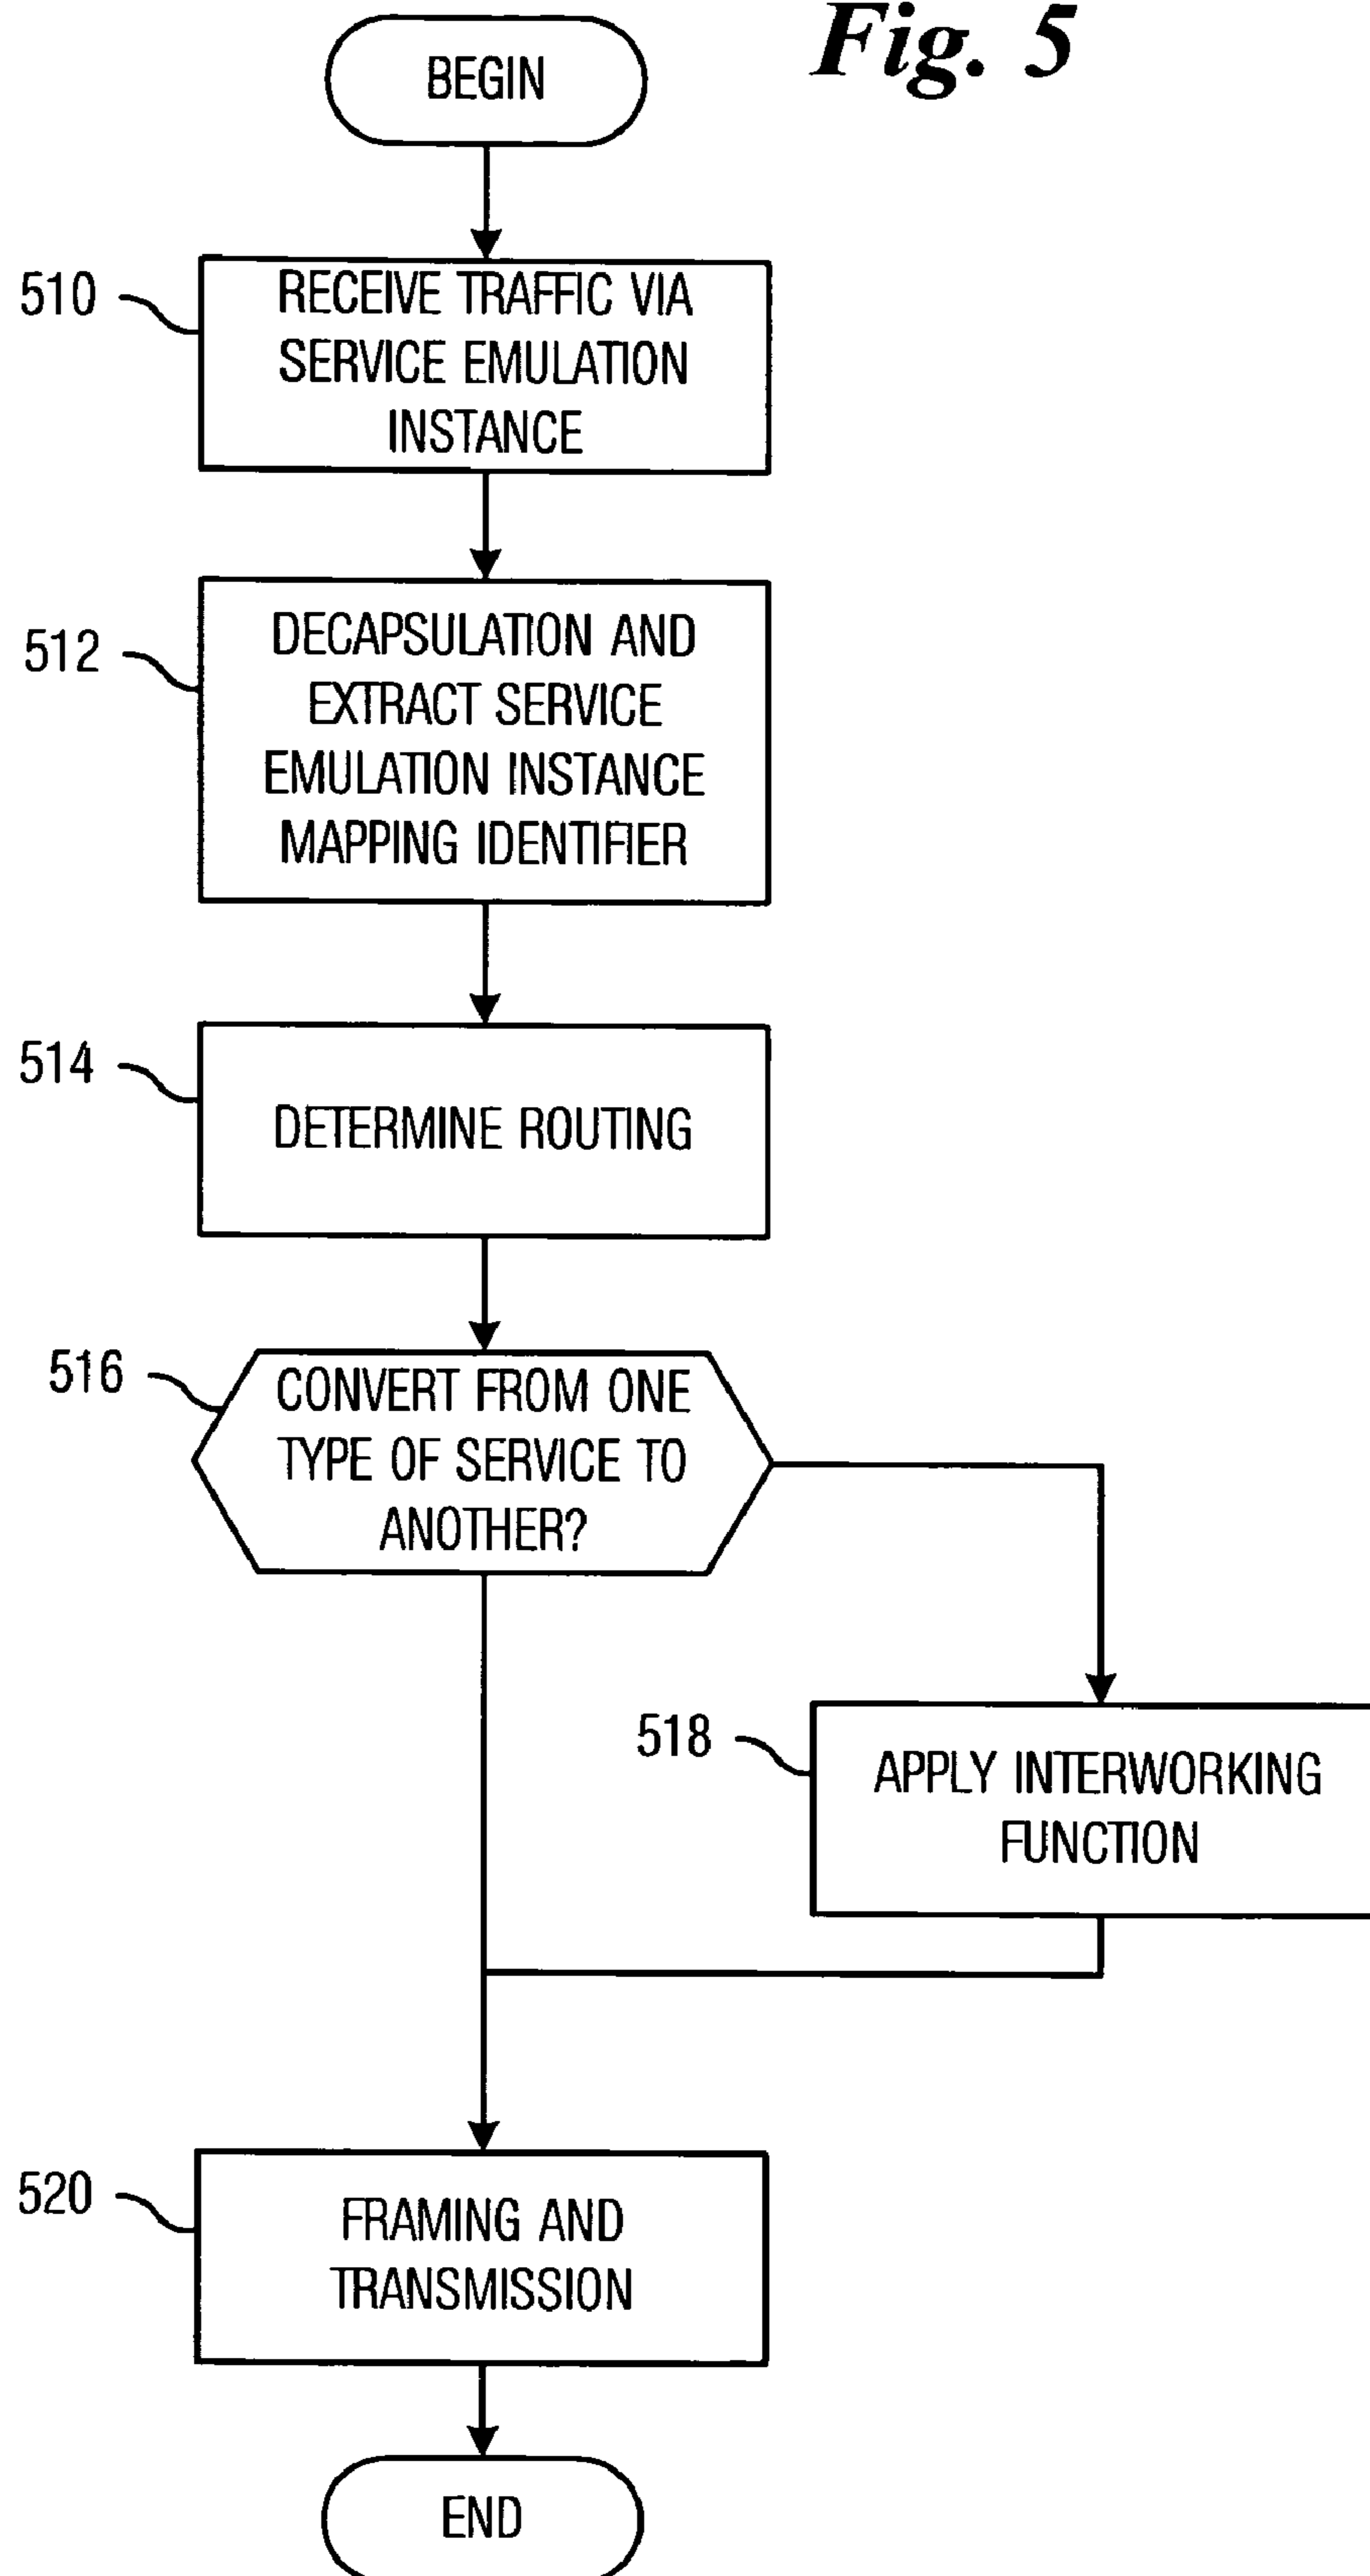 Fig. 5
BEGIN
510
RECEIVE TRAFFIC VIA
SERVICE EMULATION
INSTANCE
512
DECAPSULATION AND
EXTRACT SERVICE
EMULATION INSTANCE
MAPPING IDENTIFIER
514
DETERMINE ROUTING
516
CONVERT FROM ONE
TYPE OF SERVICE TO
ANOTHER?
518
APPLY INTERWORKING
FUNCTION
520
FRAMING AND
TRANSMISSION
END